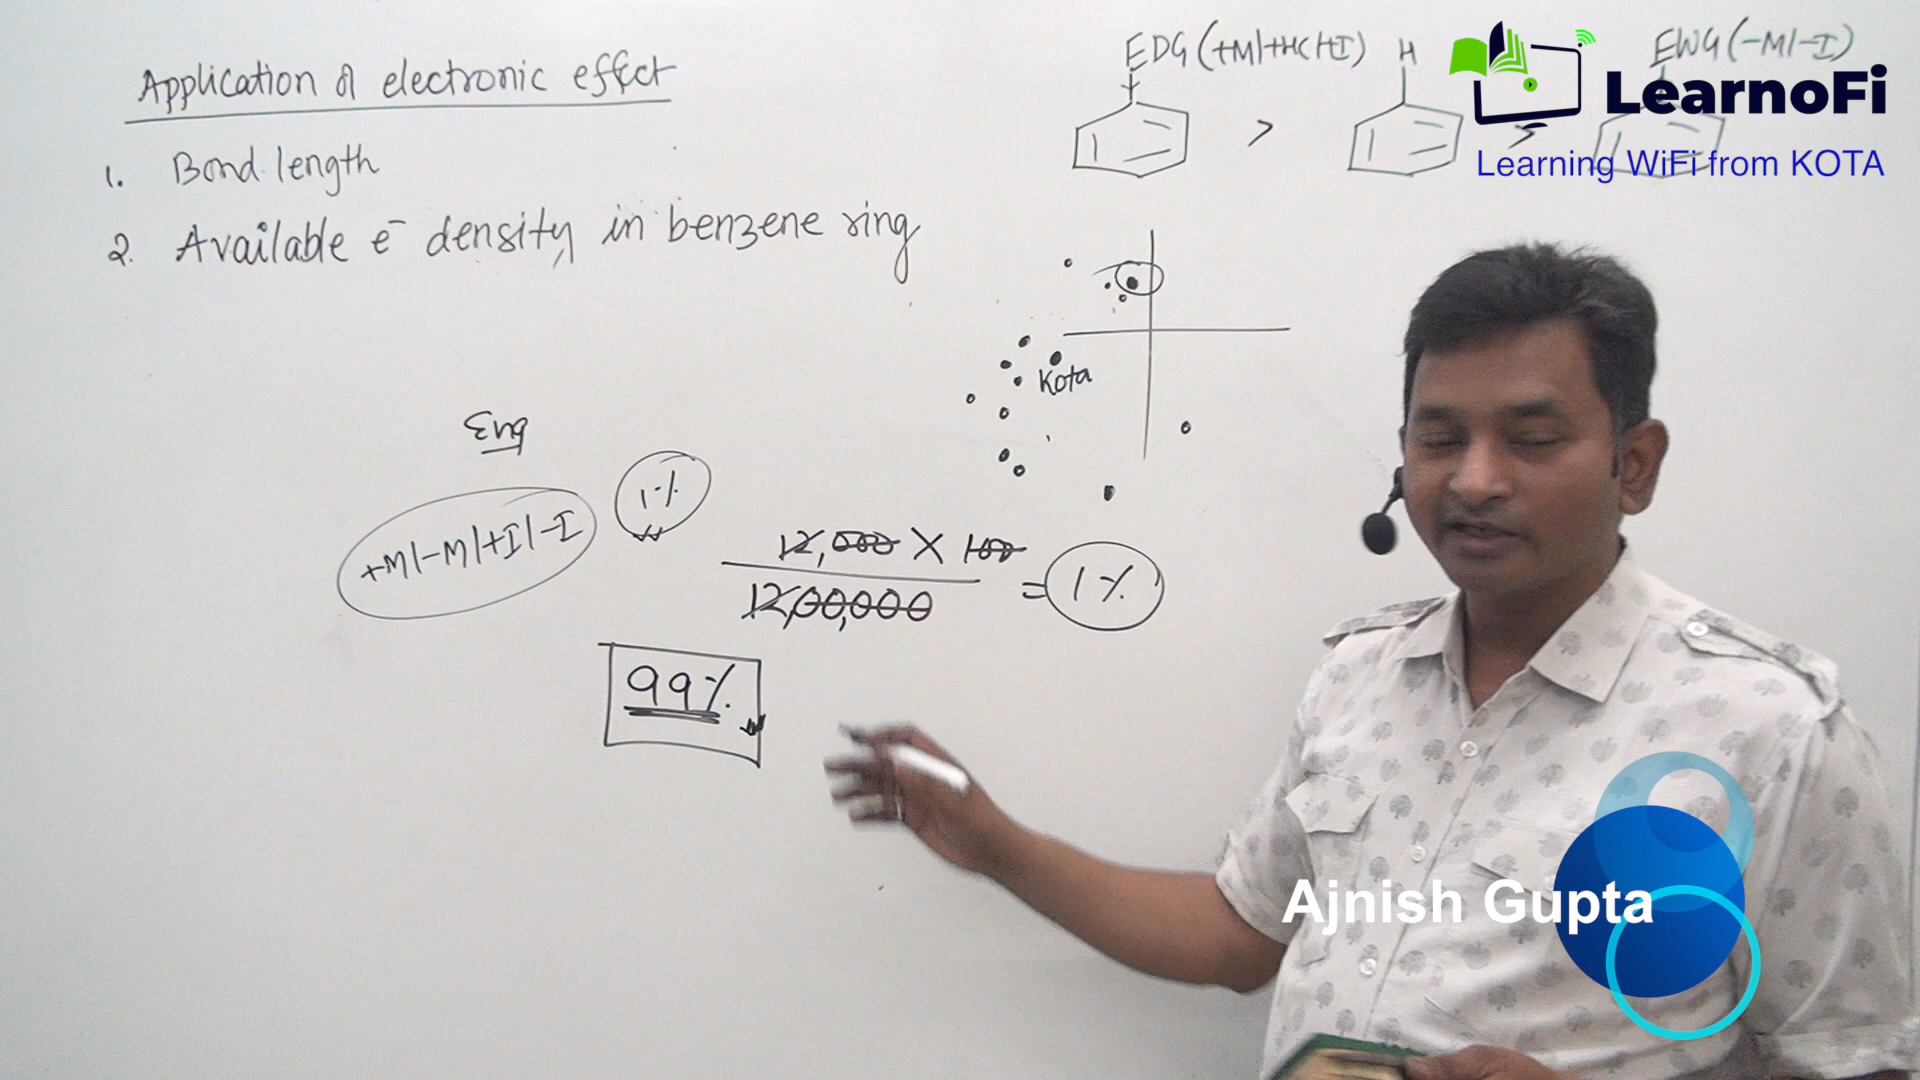 Application of electronic effect
1. Bond length
2. Available e⁻ density in benzene ring
EDG (+M/+HC/+I)
H
EWG (-M/-I)
>
>
LearnoFi
Learning WiFi from KOTA
Kota
Eng
+M/-M/+I/-I
1%
12,000 X 100
12,00,000
= 1%
99%
Ajnish Gupta